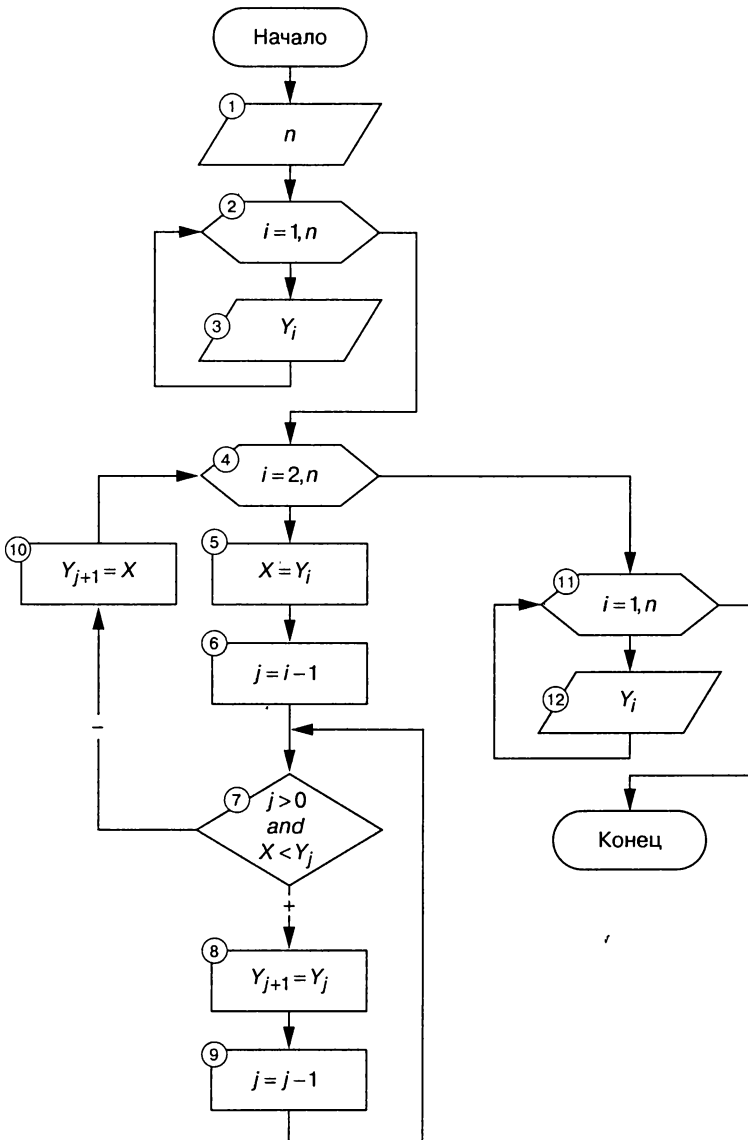 Начало
1
n
2
i = 1, n
3
Y_i
4
i = 2, n
10
Y_{j+1} = X
5
X = Y_i
11
i = 1, n
6
j = i – 1
12
Y_i
–
7
j > 0
and
X < Y_j
Конец
+
8
Y_{j+1} = Y_j
9
j = j – 1